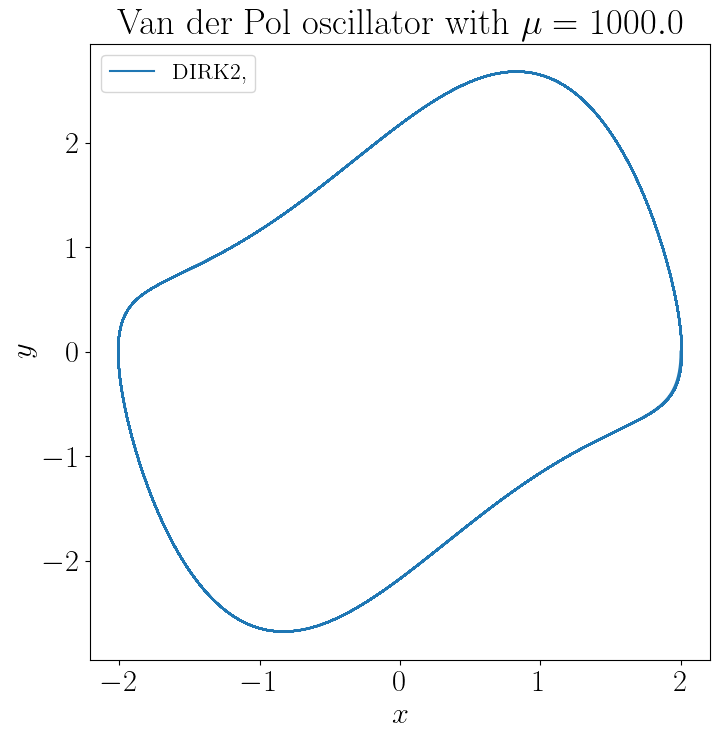 Van der Pol oscillator with μ = 1000.0
DIRK2,
2
1
0
−1
−2
y
−2 −1 0 1 2
x